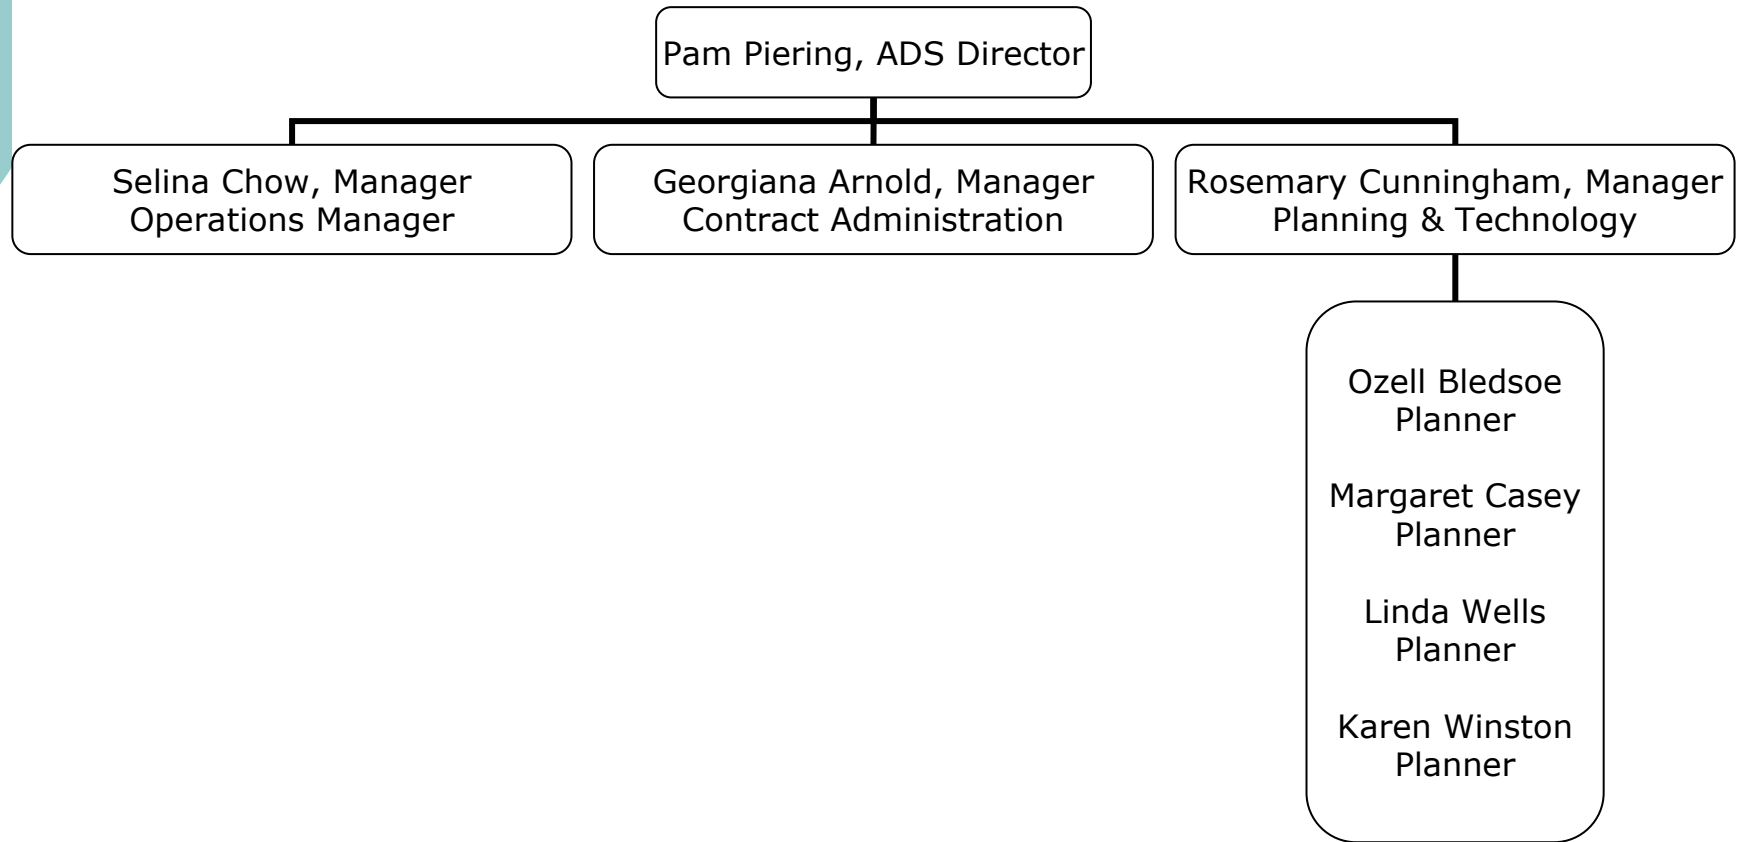 Pam Piering, ADS Director
Selina Chow, Manager
Operations Manager
Georgiana Arnold, Manager
Contract Administration
Rosemary Cunningham, Manager
Planning & Technology
Ozell Bledsoe
Planner
Margaret Casey
Planner
Linda Wells
Planner
Karen Winston
Planner